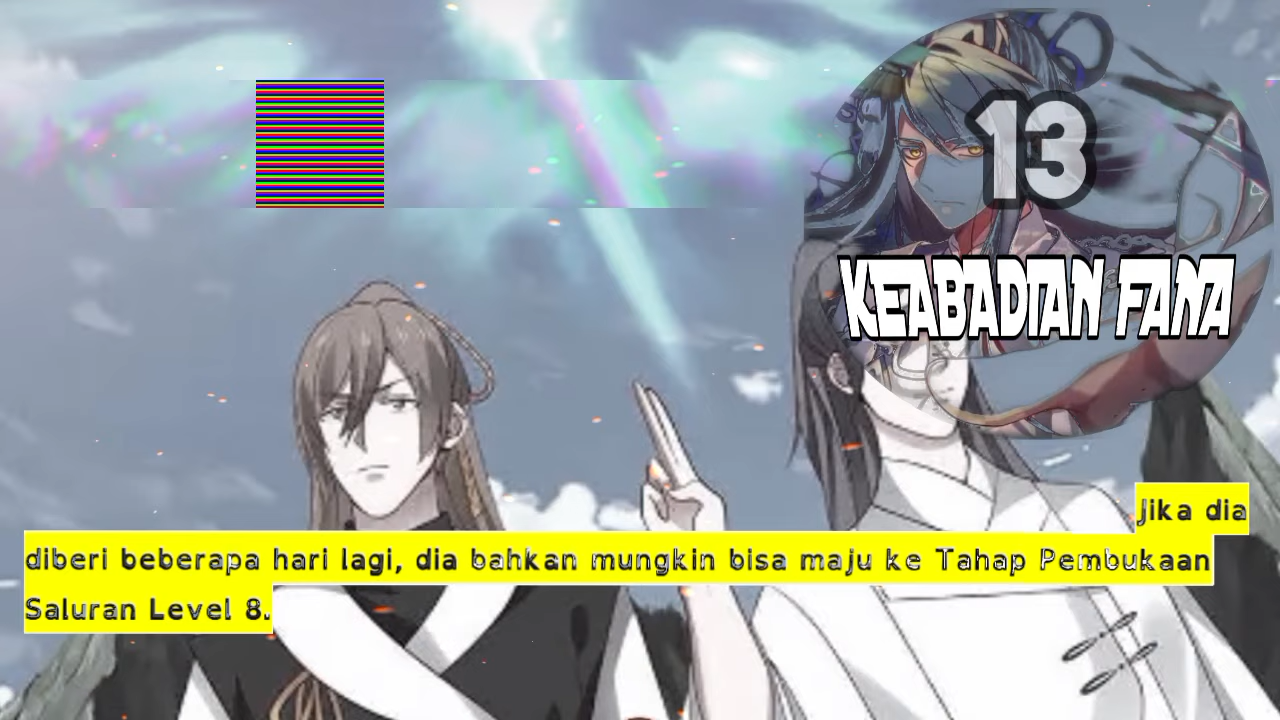 13
KEABADIAN FANA
Jika dia
diberi beberapa hari lagi, dia bahkan mungkin bisa maju ke Tahap Pembukaan
Saluran Level 8.